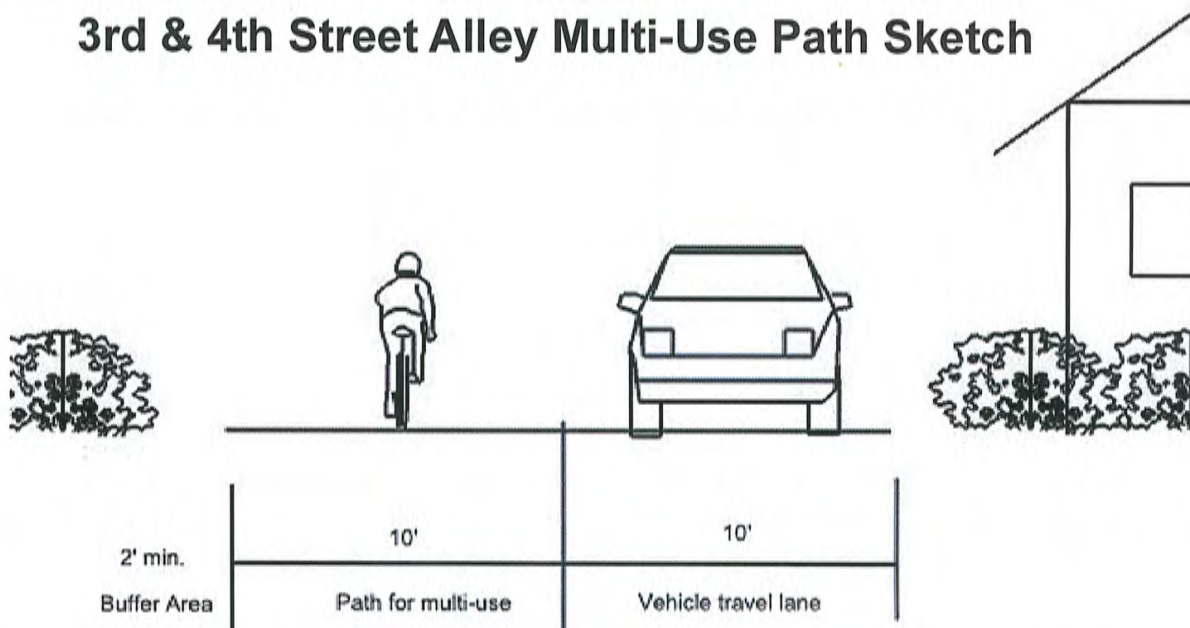 3rd & 4th Street Alley Multi-Use Path Sketch
10'
10'
2' min.
Buffer Area
Path for multi-use
Vehicle travel lane